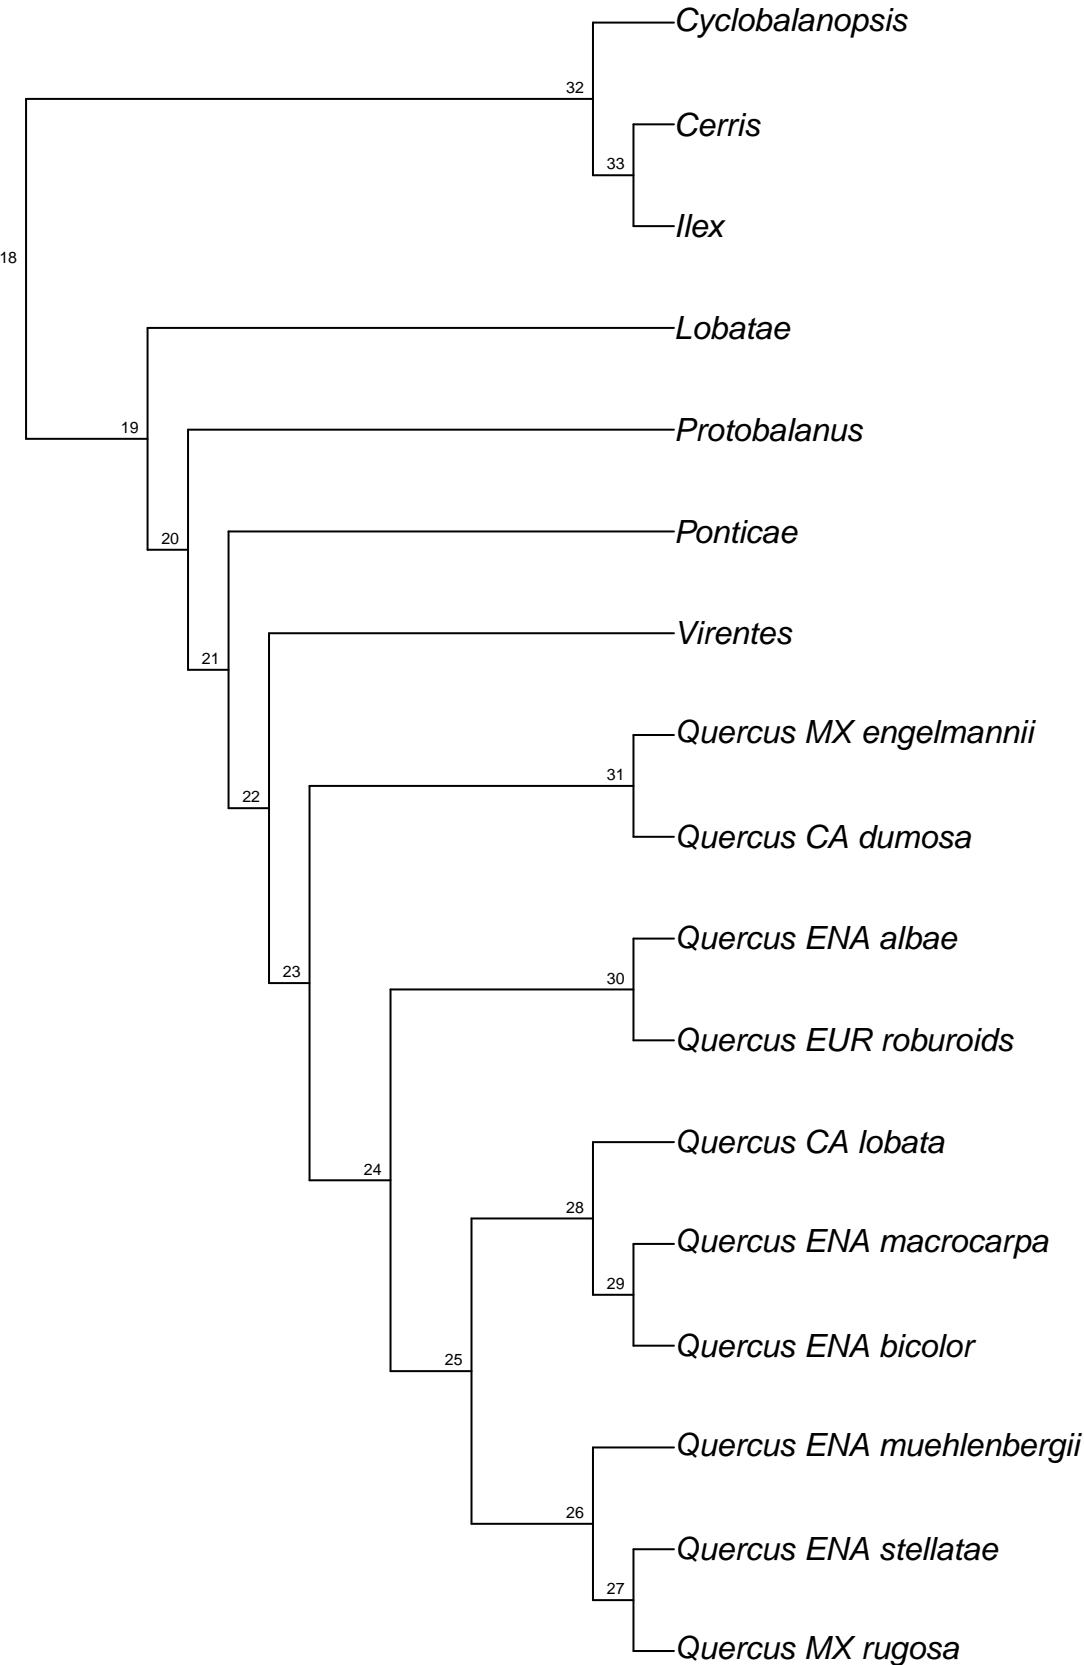 Cyclobalanopsis
32
Cerris
33
Ilex
18
Lobatae
19
Protobalanus
20
Ponticae
21
Virentes
Quercus MX engelmannii
31
22
Quercus CA dumosa
Quercus ENA albae
23
30
Quercus EUR roburoids
Quercus CA lobata
24
28
Quercus ENA macrocarpa
29
Quercus ENA bicolor
25
Quercus ENA muehlenbergii
26
Quercus ENA stellatae
27
Quercus MX rugosa